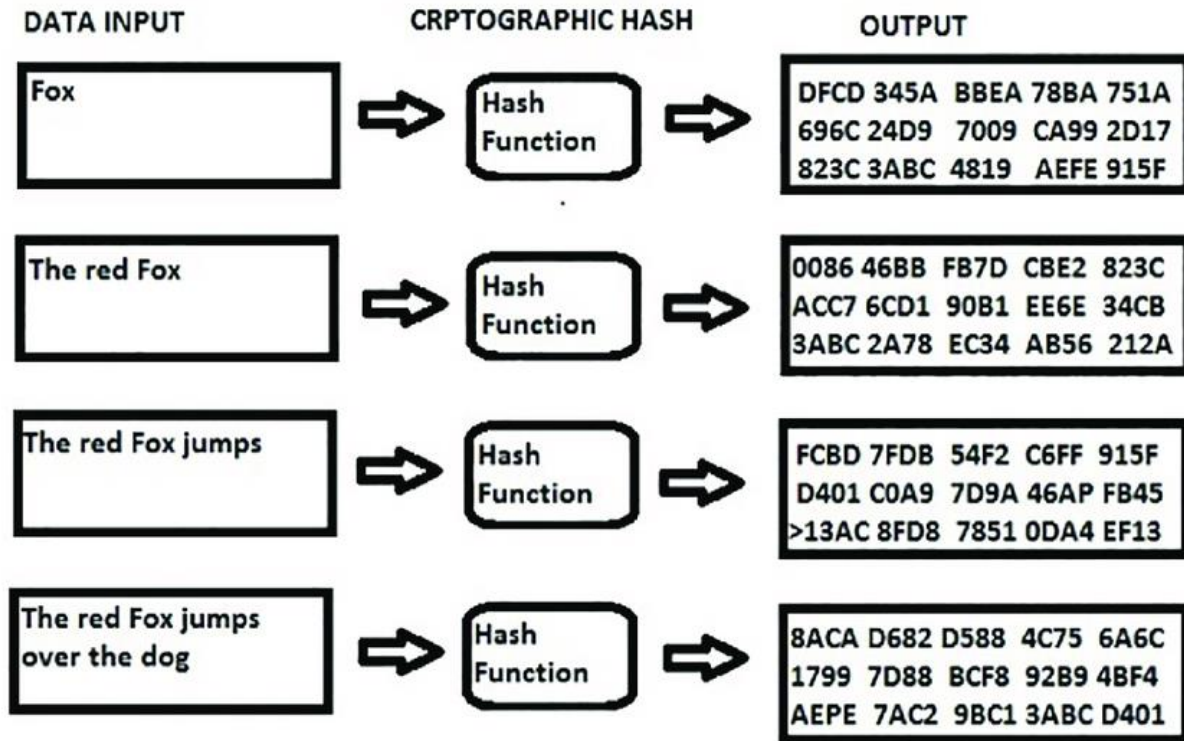 DATA INPUT CRPTOGRAPHIC HASH OUTPUT
Fox
Hash
Function
DFCD 345A BBEA 78BA 751A
696C 24D9 7009 CA99 2D17
823C 3ABC 4819 AEFE 915F
The red Fox
Hash
Function
0086 46BB FB7D CBE2 823C
ACC7 6CD1 90B1 EE6E 34CB
3ABC 2A78 EC34 AB56 212A
The red Fox jumps
Hash
Function
FCBD 7FDB 54F2 C6FF 915F
D401 C0A9 7D9A 46AP FB45
>13AC 8FD8 7851 0DA4 EF13
The red Fox jumps
over the dog
Hash
Function
8ACA D682 D588 4C75 6A6C
1799 7D88 BCF8 92B9 4BF4
AEPE 7AC2 9BC1 3ABC D401